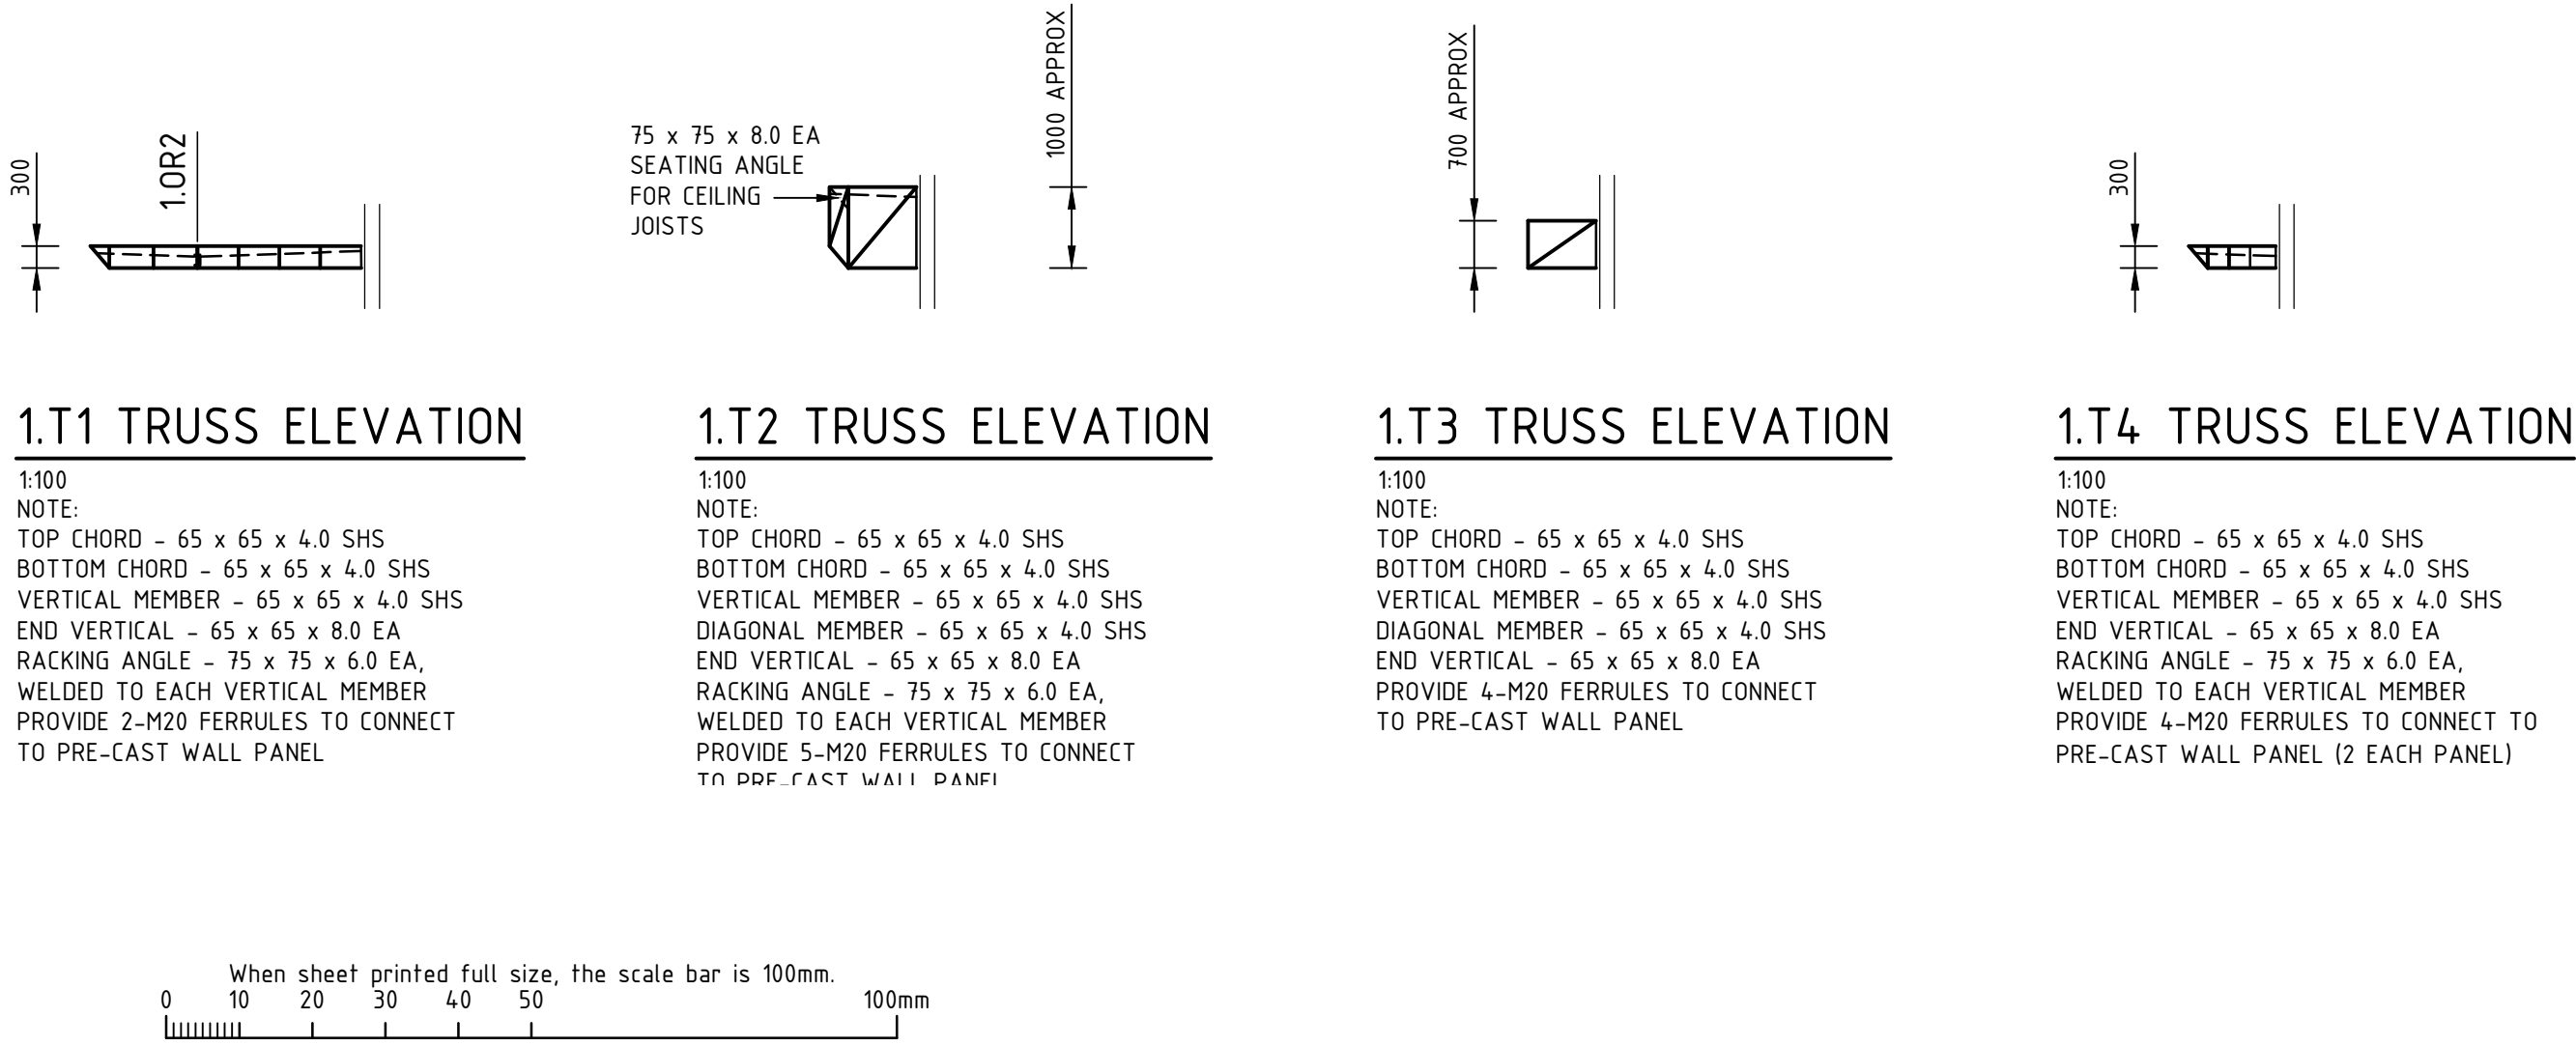 300
1.0R2
75 x 75 x 8.0 EA
SEATING ANGLE
FOR CEILING
JOISTS
1000 APPROX
700 APPROX
300
1.T1 TRUSS ELEVATION
1:100
NOTE:
TOP CHORD - 65 x 65 x 4.0 SHS
BOTTOM CHORD - 65 x 65 x 4.0 SHS
VERTICAL MEMBER - 65 x 65 x 4.0 SHS
END VERTICAL - 65 x 65 x 8.0 EA
RACKING ANGLE - 75 x 75 x 6.0 EA,
WELDED TO EACH VERTICAL MEMBER
PROVIDE 2-M20 FERRULES TO CONNECT
TO PRE-CAST WALL PANEL
1.T2 TRUSS ELEVATION
1:100
NOTE:
TOP CHORD - 65 x 65 x 4.0 SHS
BOTTOM CHORD - 65 x 65 x 4.0 SHS
VERTICAL MEMBER - 65 x 65 x 4.0 SHS
DIAGONAL MEMBER - 65 x 65 x 4.0 SHS
END VERTICAL - 65 x 65 x 8.0 EA
RACKING ANGLE - 75 x 75 x 6.0 EA,
WELDED TO EACH VERTICAL MEMBER
PROVIDE 5-M20 FERRULES TO CONNECT
TO PRE-CAST WALL PANEL
1.T3 TRUSS ELEVATION
1:100
NOTE:
TOP CHORD - 65 x 65 x 4.0 SHS
BOTTOM CHORD - 65 x 65 x 4.0 SHS
VERTICAL MEMBER - 65 x 65 x 4.0 SHS
DIAGONAL MEMBER - 65 x 65 x 4.0 SHS
END VERTICAL - 65 x 65 x 8.0 EA
PROVIDE 4-M20 FERRULES TO CONNECT
TO PRE-CAST WALL PANEL
1.T4 TRUSS ELEVATION
1:100
NOTE:
TOP CHORD - 65 x 65 x 4.0 SHS
BOTTOM CHORD - 65 x 65 x 4.0 SHS
VERTICAL MEMBER - 65 x 65 x 4.0 SHS
END VERTICAL - 65 x 65 x 8.0 EA
RACKING ANGLE - 75 x 75 x 6.0 EA,
WELDED TO EACH VERTICAL MEMBER
PROVIDE 4-M20 FERRULES TO CONNECT TO
PRE-CAST WALL PANEL (2 EACH PANEL)
When sheet printed full size, the scale bar is 100mm.
0 10 20 30 40 50 100mm